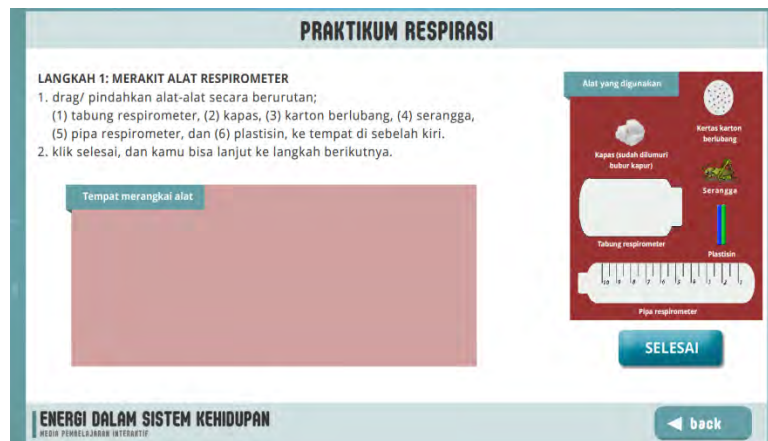 PRAKTIKUM RESPIRASI
LANGKAH 1: MERAKIT ALAT RESPIROMETER
1. drag/ pindahkan alat-alat secara berurutan;
(1) tabung respirometer, (2) kapas, (3) karton berlubang, (4) serangga,
(5) pipa respirometer, dan (6) plastisin, ke tempat di sebelah kiri.
2. klik selesai, dan kamu bisa lanjut ke langkah berikutnya.
Tempat merangkai alat
Alat yang digunakan
Kertas karton
berlubang
Kapas (sudah dilumuri
bubur kapur)
Serangga
Tabung respirometer
Plastisin
Pipa respirometer
SELESAI
ENERGI DALAM SISTEM KEHIDUPAN
MEDIA PEMBELAJARAN INTERAKTIF
back